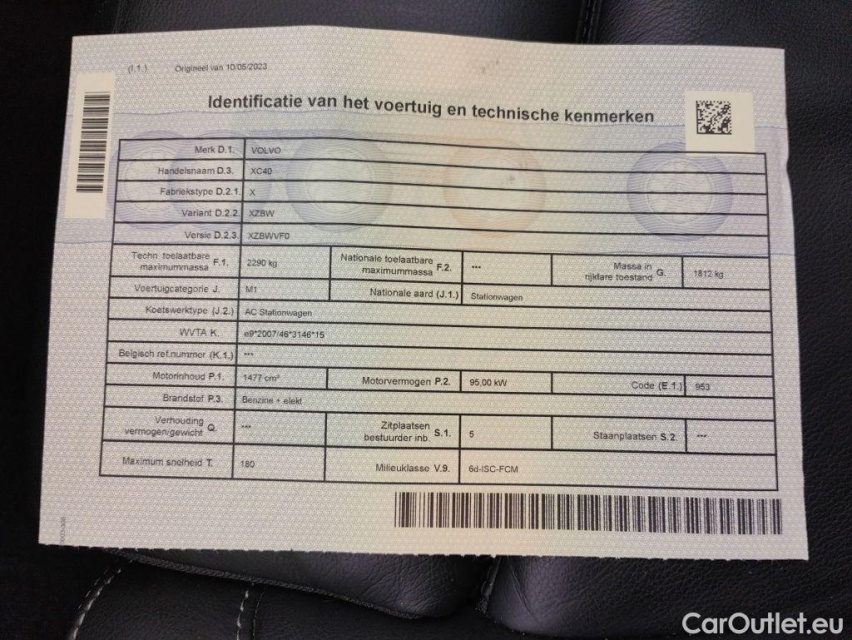 (I.1.) Origineel van 10/05/2023
Identificatie van het voertuig en technische kenmerken
Merk D.1. VOLVO
Handelsnaam D.3. XC40
Fabriekstype D.2.1. X
Variant D.2.2. XZBW
Versie D.2.3. XZBWVF0
Techn. toelaatbare maximummassa F.1. 2290 kg Nationale toelaatbare maximummassa F.2. *** Massa in rijklare toestand G. 1812 kg
Voertuigcategorie J. M1 Nationale aard (J.1.) Stationwagen
Koetswerktype (J.2.) AC Stationwagen
WVTA K. e9*2007/46*3146*15
Belgisch ref.nummer (K.1.) ***
Motorinhoud P.1. 1477 cm³ Motorvermogen P.2. 95,00 kW Code (E.1.) 953
Brandstof P.3. Benzine + elekt
Verhouding vermogen/gewicht Q. *** Zitplaatsen bestuurder inb. S.1. 5 Staanplaatsen S.2. ***
Maximum snelheid T. 180 Milieuklasse V.9. 6d-ISC-FCM
CarOutlet.eu